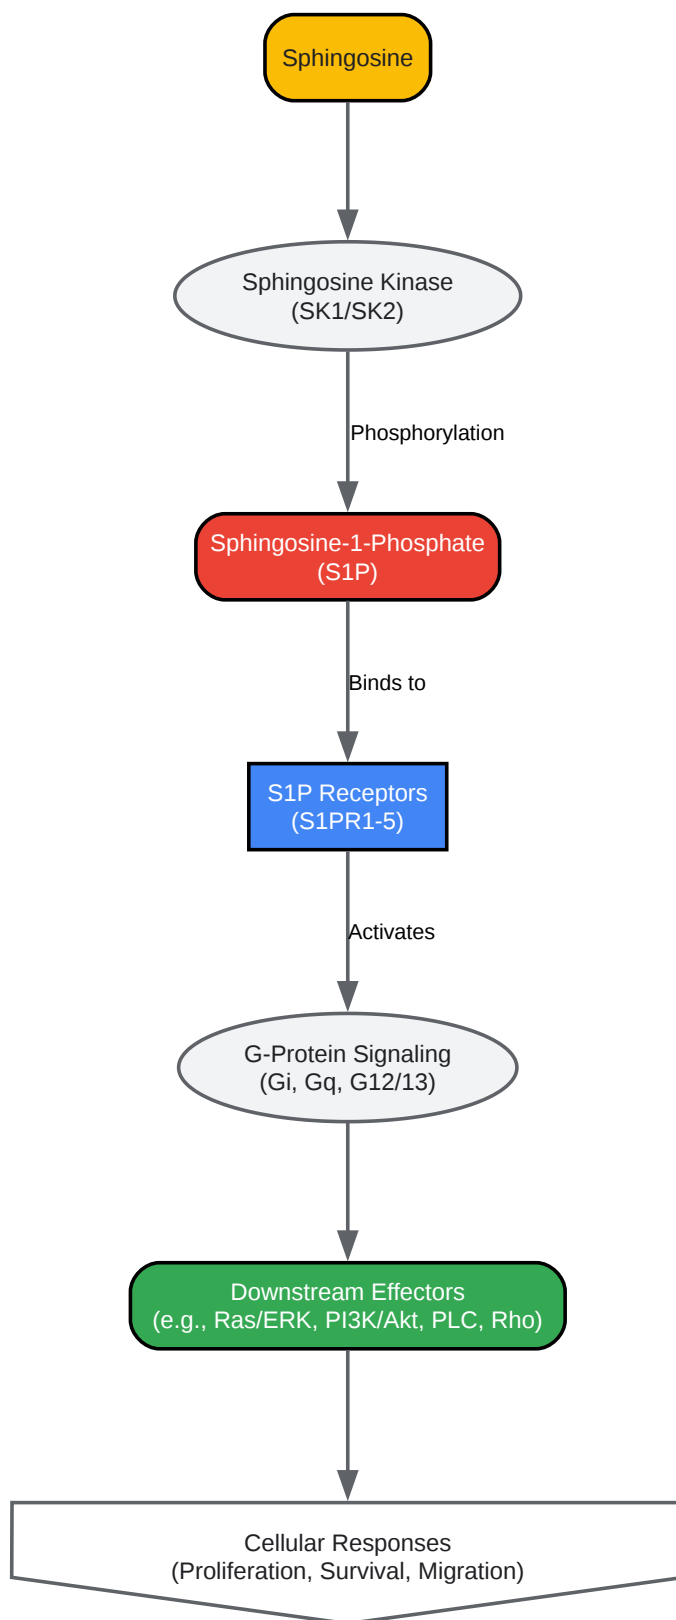 Sphingosine
Sphingosine Kinase
(SK1/SK2)
Phosphorylation
Sphingosine-1-Phosphate
(S1P)
Binds to
S1P Receptors
(S1PR1-5)
Activates
G-Protein Signaling
(Gi, Gq, G12/13)
Downstream Effectors
(e.g., Ras/ERK, PI3K/Akt, PLC, Rho)
Cellular Responses
(Proliferation, Survival, Migration)